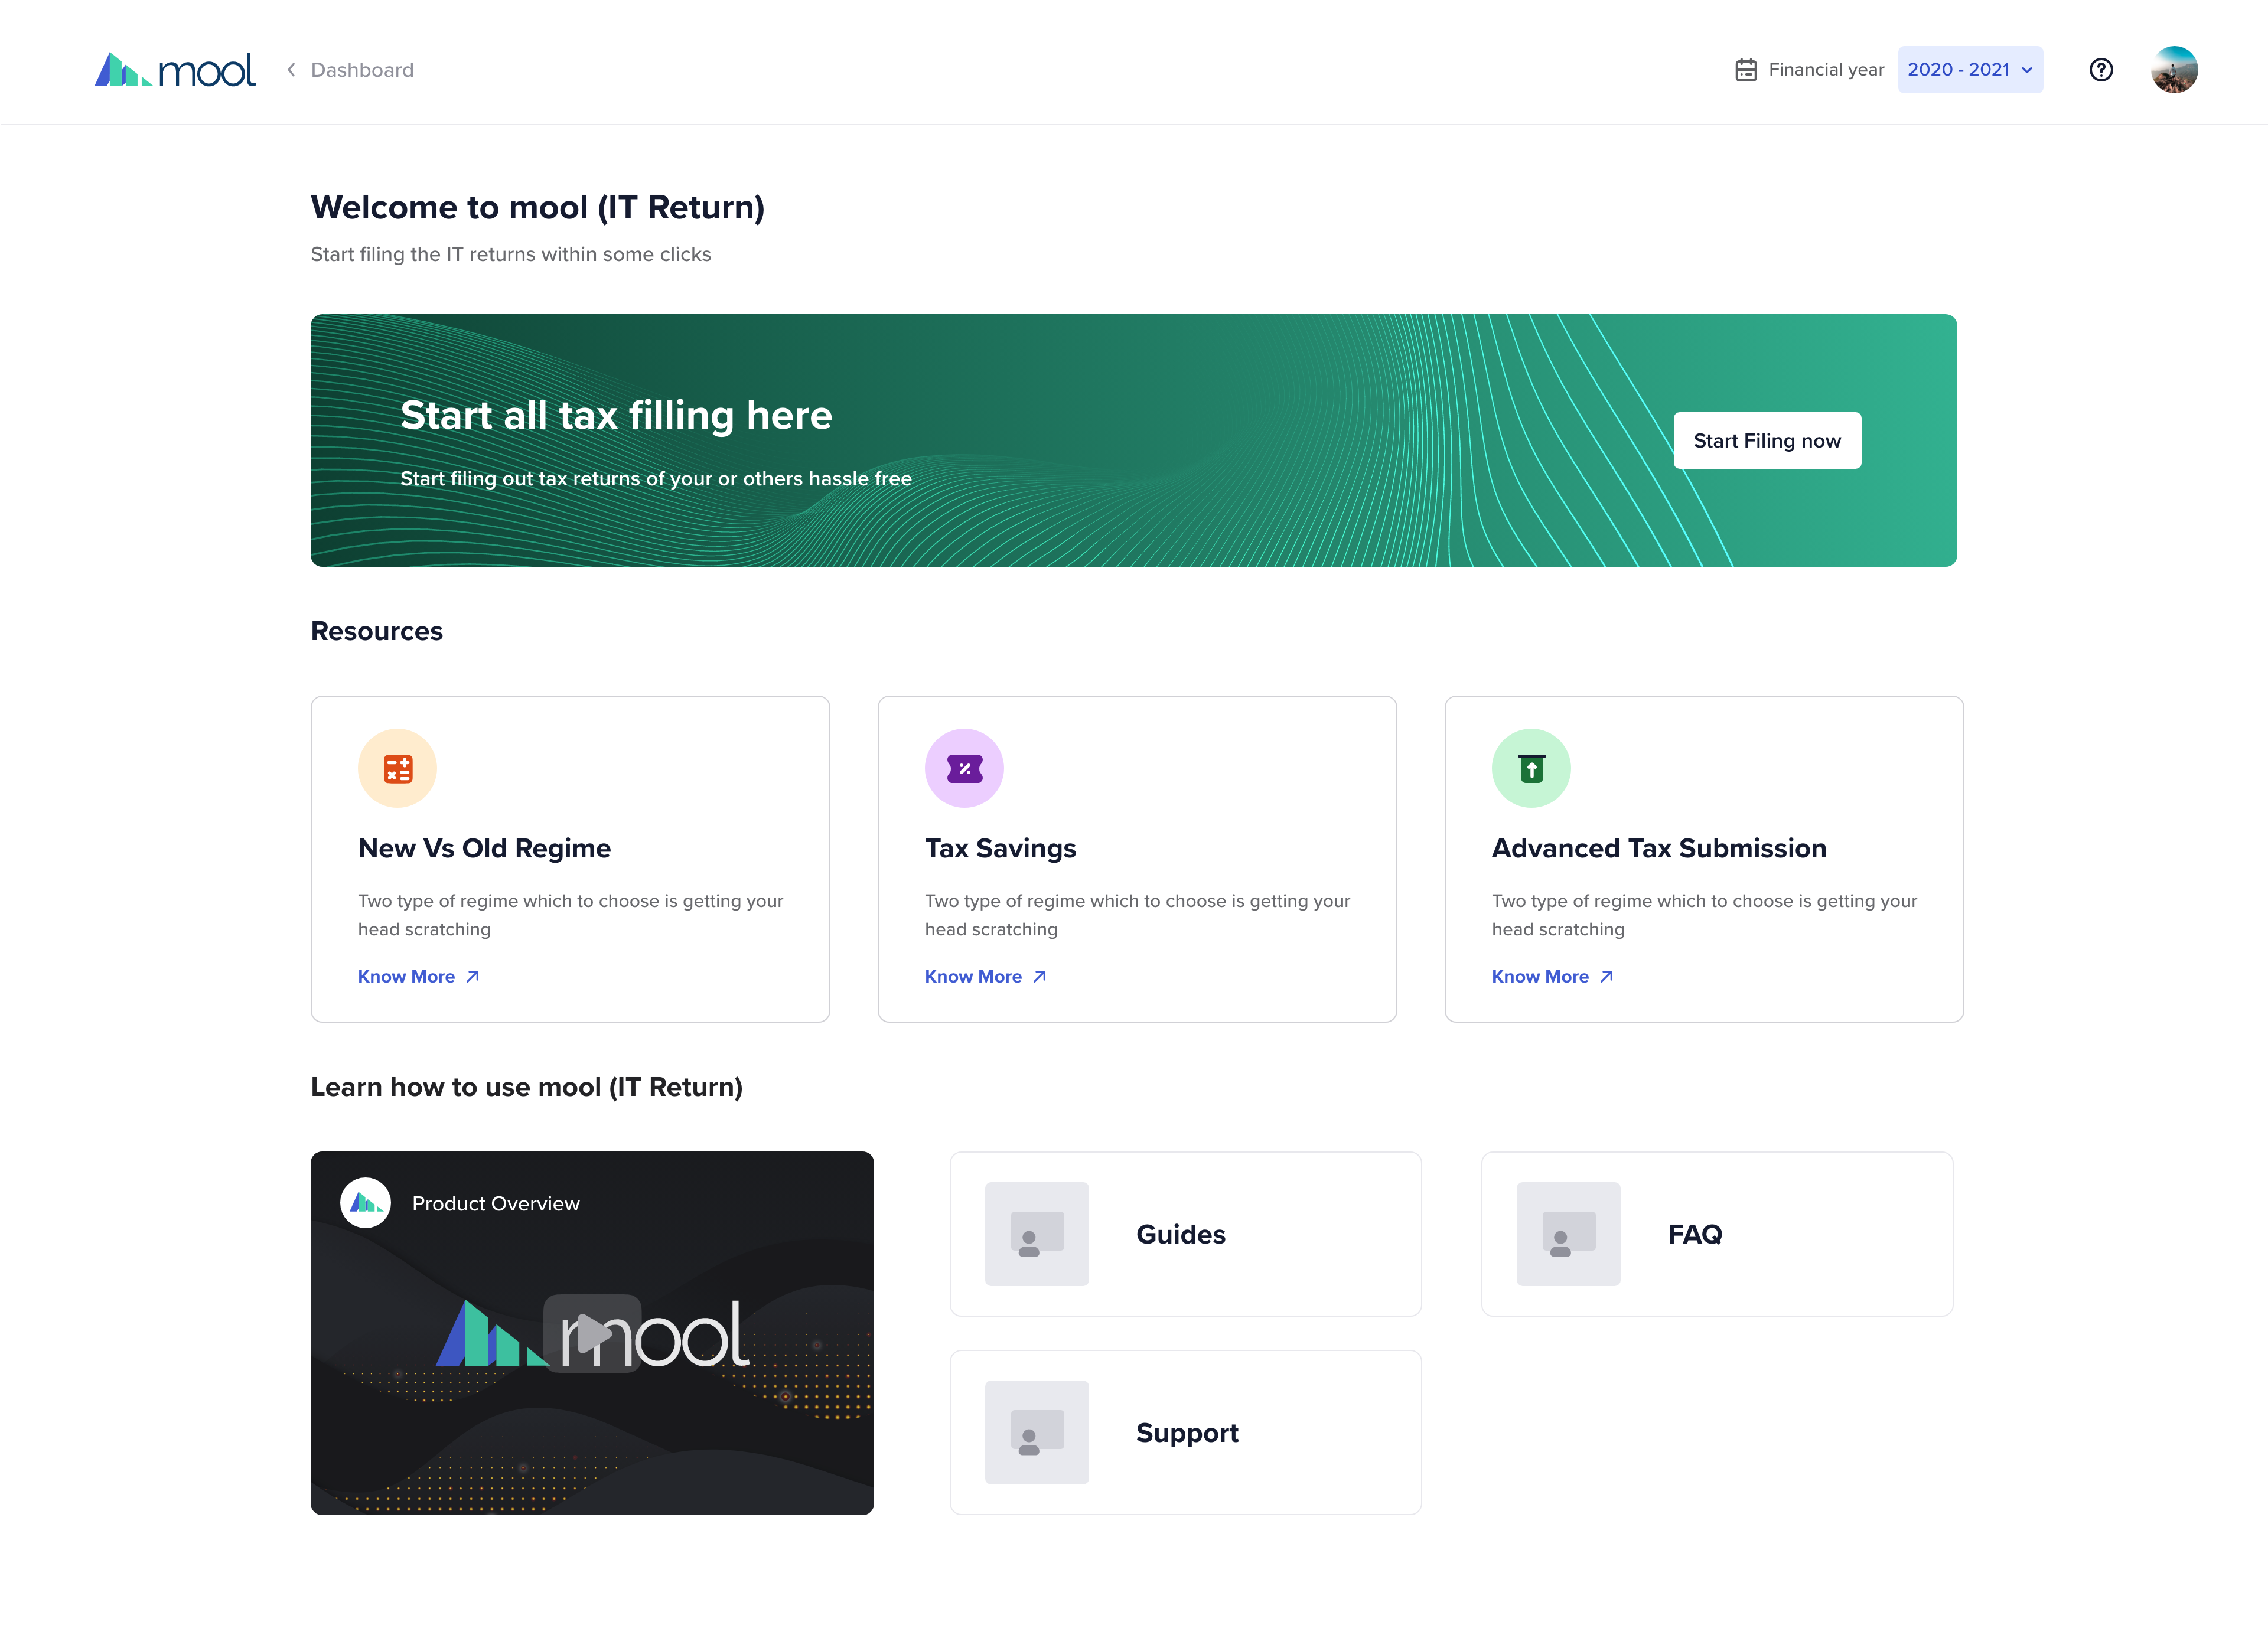 mool
Dashboard
Financial year
2020 - 2021
Welcome to mool (IT Return)
Start filing the IT returns within some clicks
Start all tax filling here
Start filing out tax returns of your or others hassle free
Start Filing now
Resources
New Vs Old Regime
Two type of regime which to choose is getting your
head scratching
Know More
Tax Savings
Two type of regime which to choose is getting your
head scratching
Know More
Advanced Tax Submission
Two type of regime which to choose is getting your
head scratching
Know More
Learn how to use mool (IT Return)
Product Overview
mool
Guides
FAQ
Support